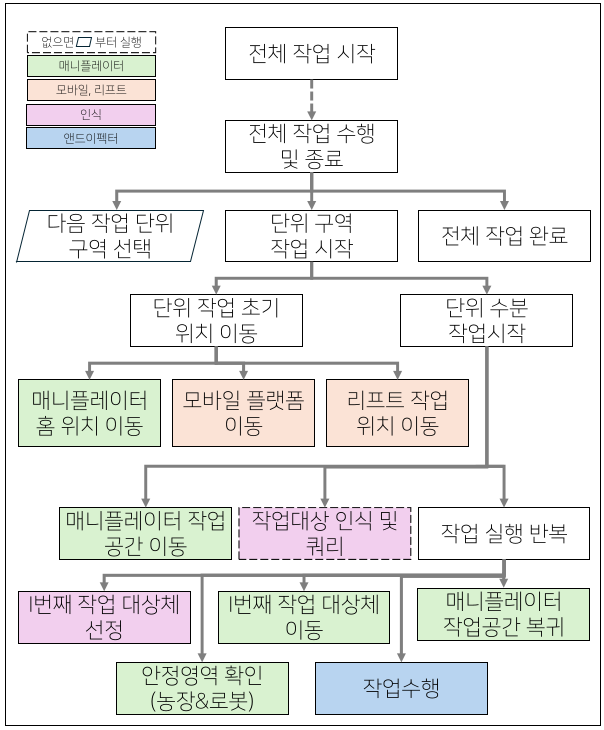 없으면 부터 실행
매니플레이터
모바일, 리프트
인식
앤드이펙터
전체 작업 시작
전체 작업 수행
및 종료
다음 작업 단위
구역 선택
단위 구역
작업 시작
전체 작업 완료
단위 작업 초기
위치 이동
단위 수분
작업시작
매니플레이터
홈 위치 이동
모바일 플랫폼
이동
리프트 작업
위치 이동
매니플레이터 작업
공간 이동
작업대상 인식 및
쿼리
작업 실행 반복
I번째 작업 대상체
선정
I번째 작업 대상체
이동
매니플레이터
작업공간 복귀
안정영역 확인
(농장&로봇)
작업수행